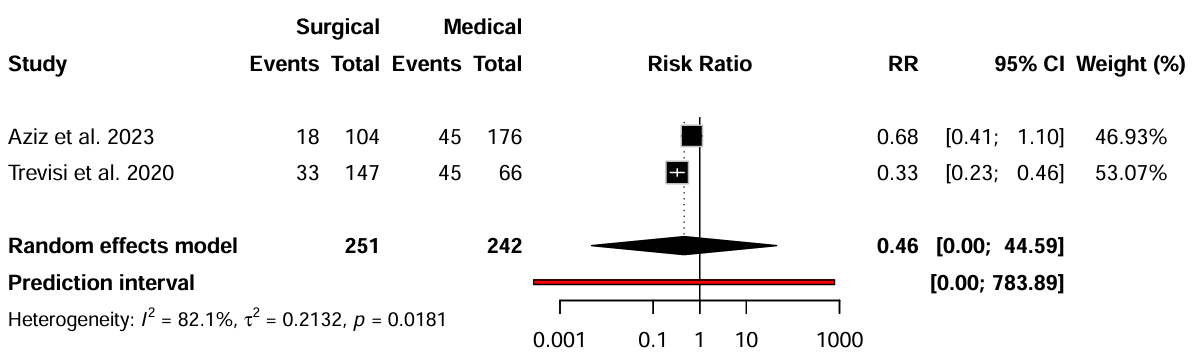 Surgical Medical
Study Events Total Events Total Risk Ratio RR 95% CI Weight (%)
Aziz et al. 2023 18 104 45 176 0.68 [0.41; 1.10] 46.93%
Trevisi et al. 2020 33 147 45 66 0.33 [0.23; 0.46] 53.07%
Random effects model 251 242 0.46 [0.00; 44.59]
Prediction interval [0.00; 783.89]
Heterogeneity: I² = 82.1%, τ² = 0.2132, p = 0.0181
0.001 0.1 1 10 1000